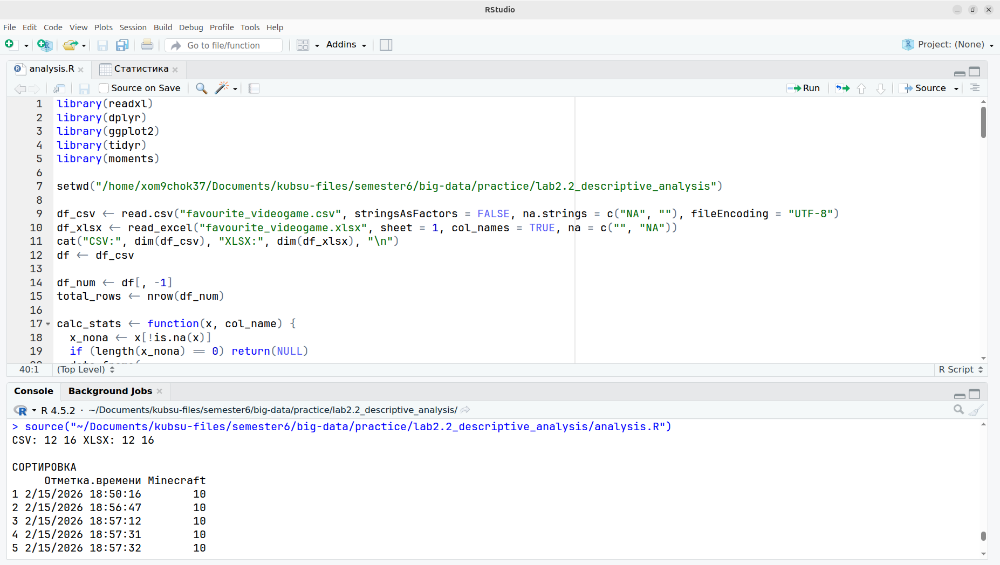 RStudio
File Edit Code View Plots Session Build Debug Profile Tools Help
Go to file/function Addins Project: (None)
analysis.R Статистика
Source on Save Run Source
1 library(readxl)
2 library(dplyr)
3 library(ggplot2)
4 library(tidyr)
5 library(moments)
6
7 setwd("/home/xom9chok37/Documents/kubsu-files/semester6/big-data/practice/lab2.2_descriptive_analysis")
8
9 df_csv <- read.csv("favourite_videogame.csv", stringsAsFactors = FALSE, na.strings = c("NA", ""), fileEncoding = "UTF-8")
10 df_xlsx <- read_excel("favourite_videogame.xlsx", sheet = 1, col_names = TRUE, na = c("", "NA"))
11 cat("CSV:", dim(df_csv), "XLSX:", dim(df_xlsx), "\n")
12 df <- df_csv
13
14 df_num <- df[, -1]
15 total_rows <- nrow(df_num)
16
17 calc_stats <- function(x, col_name) {
18 x_nona <- x[!is.na(x)]
19 if (length(x_nona) == 0) return(NULL)
40:1 (Top Level) R Script
Console Background Jobs
R 4.5.2 · ~/Documents/kubsu-files/semester6/big-data/practice/lab2.2_descriptive_analysis/
> source("~/Documents/kubsu-files/semester6/big-data/practice/lab2.2_descriptive_analysis/analysis.R")
CSV: 12 16 XLSX: 12 16
СОРТИРОВКА
Отметка.времени Minecraft
1 2/15/2026 18:50:16 10
2 2/15/2026 18:56:47 10
3 2/15/2026 18:57:12 10
4 2/15/2026 18:57:31 10
5 2/15/2026 18:57:32 10